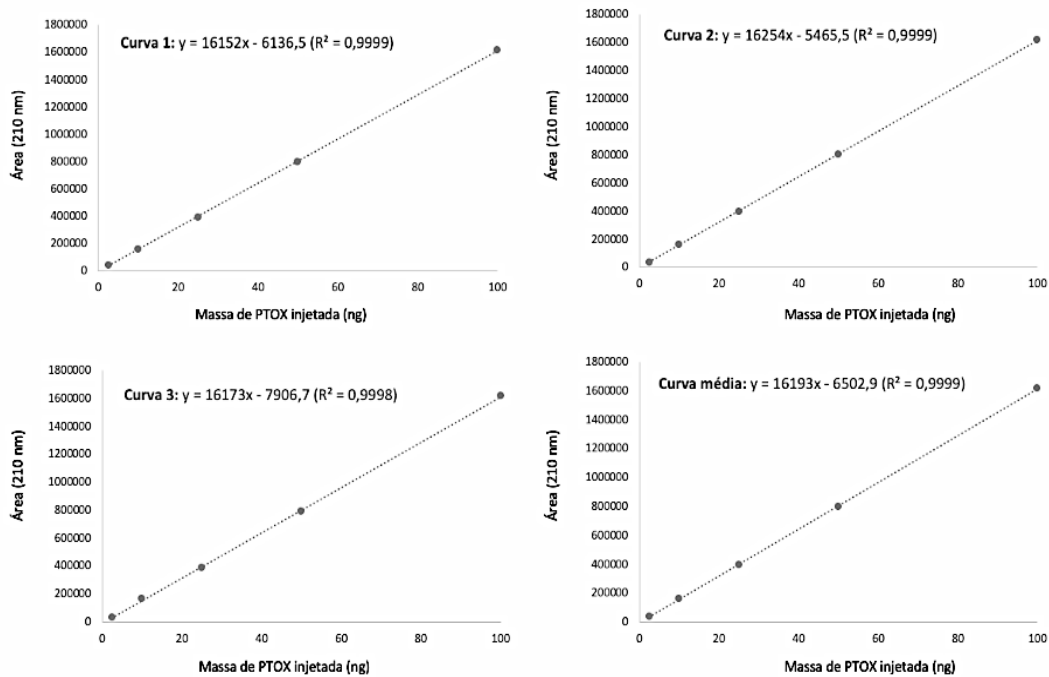 Curva 1: y = 16152x - 6136,5 (R² = 0,9999)
Área (210 nm)
1800000
1600000
1400000
1200000
1000000
800000
600000
400000
200000
0
0 20 40 60 80 100
Massa de PTOX injetada (ng)
Curva 2: y = 16254x - 5465,5 (R² = 0,9999)
Área (210 nm)
1800000
1600000
1400000
1200000
1000000
800000
600000
400000
200000
0
0 20 40 60 80 100
Massa de PTOX injetada (ng)
Curva 3: y = 16173x - 7906,7 (R² = 0,9998)
Área (210 nm)
1800000
1600000
1400000
1200000
1000000
800000
600000
400000
200000
0
0 20 40 60 80 100
Massa de PTOX injetada (ng)
Curva média: y = 16193x - 6502,9 (R² = 0,9999)
Área (210 nm)
1800000
1600000
1400000
1200000
1000000
800000
600000
400000
200000
0
0 20 40 60 80 100
Massa de PTOX injetada (ng)